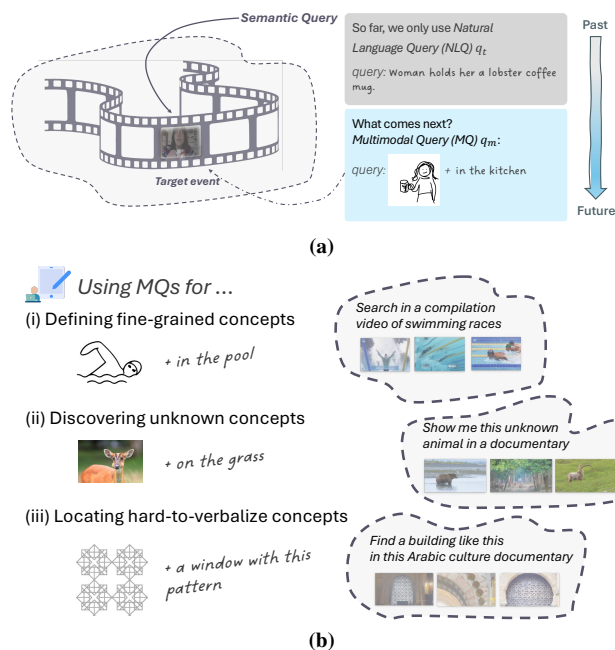 Semantic Query
Target event
So far, we only use Natural
Language Query (NLQ) qt
query: Woman holds her a lobster coffee
mug.
What comes next?
Multimodal Query (MQ) qm:
query: + in the kitchen
Past
Future
(a)
Using MQs for ...
(i) Defining fine-grained concepts
+ in the pool
Search in a compilation
video of swimming races
(ii) Discovering unknown concepts
+ on the grass
Show me this unknown
animal in a documentary
(iii) Locating hard-to-verbalize concepts
+ a window with this
pattern
Find a building like this
in this Arabic culture documentary
(b)